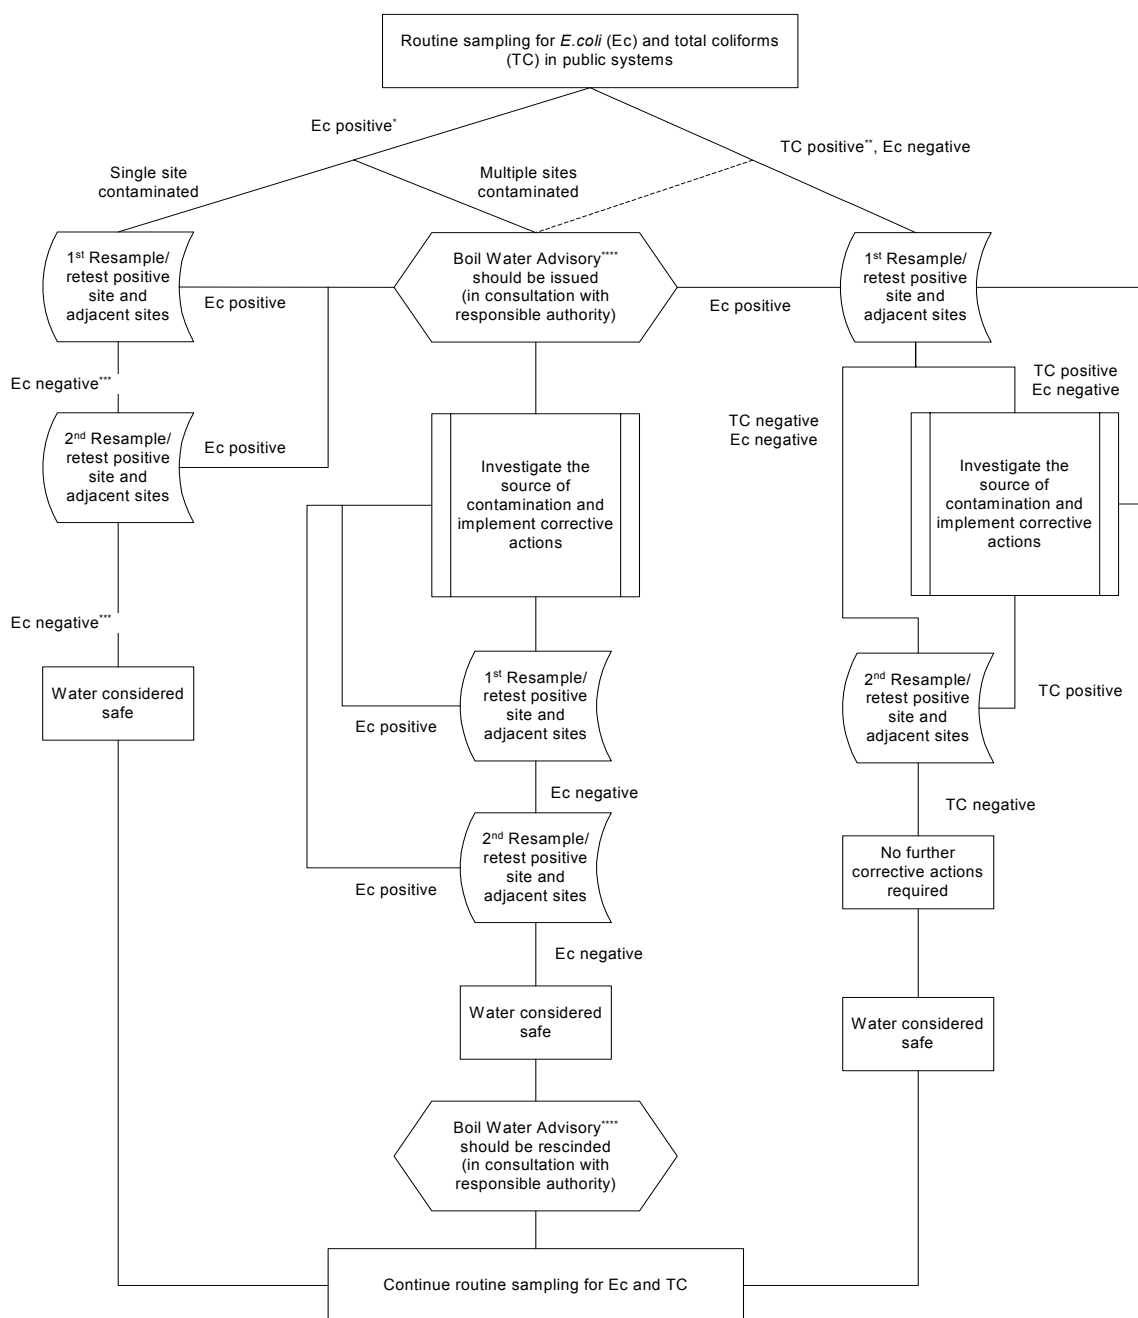 Routine sampling for E.coli (Ec) and total coliforms
(TC) in public systems
Ec positive*
TC positive**, Ec negative
Single site
contaminated
Multiple sites
contaminated
1st Resample/
retest positive
site and
adjacent sites
Ec positive
Boil Water Advisory****
should be issued
(in consultation with
responsible authority)
Ec positive
1st Resample/
retest positive
site and
adjacent sites
Ec negative***
TC positive
Ec negative
TC negative
Ec negative
2nd Resample/
retest positive
site and
adjacent sites
Ec positive
Investigate the
source of
contamination and
implement corrective
actions
Investigate the
source of
contamination and
implement corrective
actions
Ec negative***
Water considered
safe
1st Resample/
retest positive
site and
adjacent sites
Ec positive
2nd Resample/
retest positive
site and
adjacent sites
TC positive
Ec negative
TC negative
2nd Resample/
retest positive
site and
adjacent sites
Ec positive
No further
corrective actions
required
Ec negative
Water considered
safe
Water considered
safe
Boil Water Advisory****
should be rescinded
(in consultation with
responsible authority)
Continue routine sampling for Ec and TC